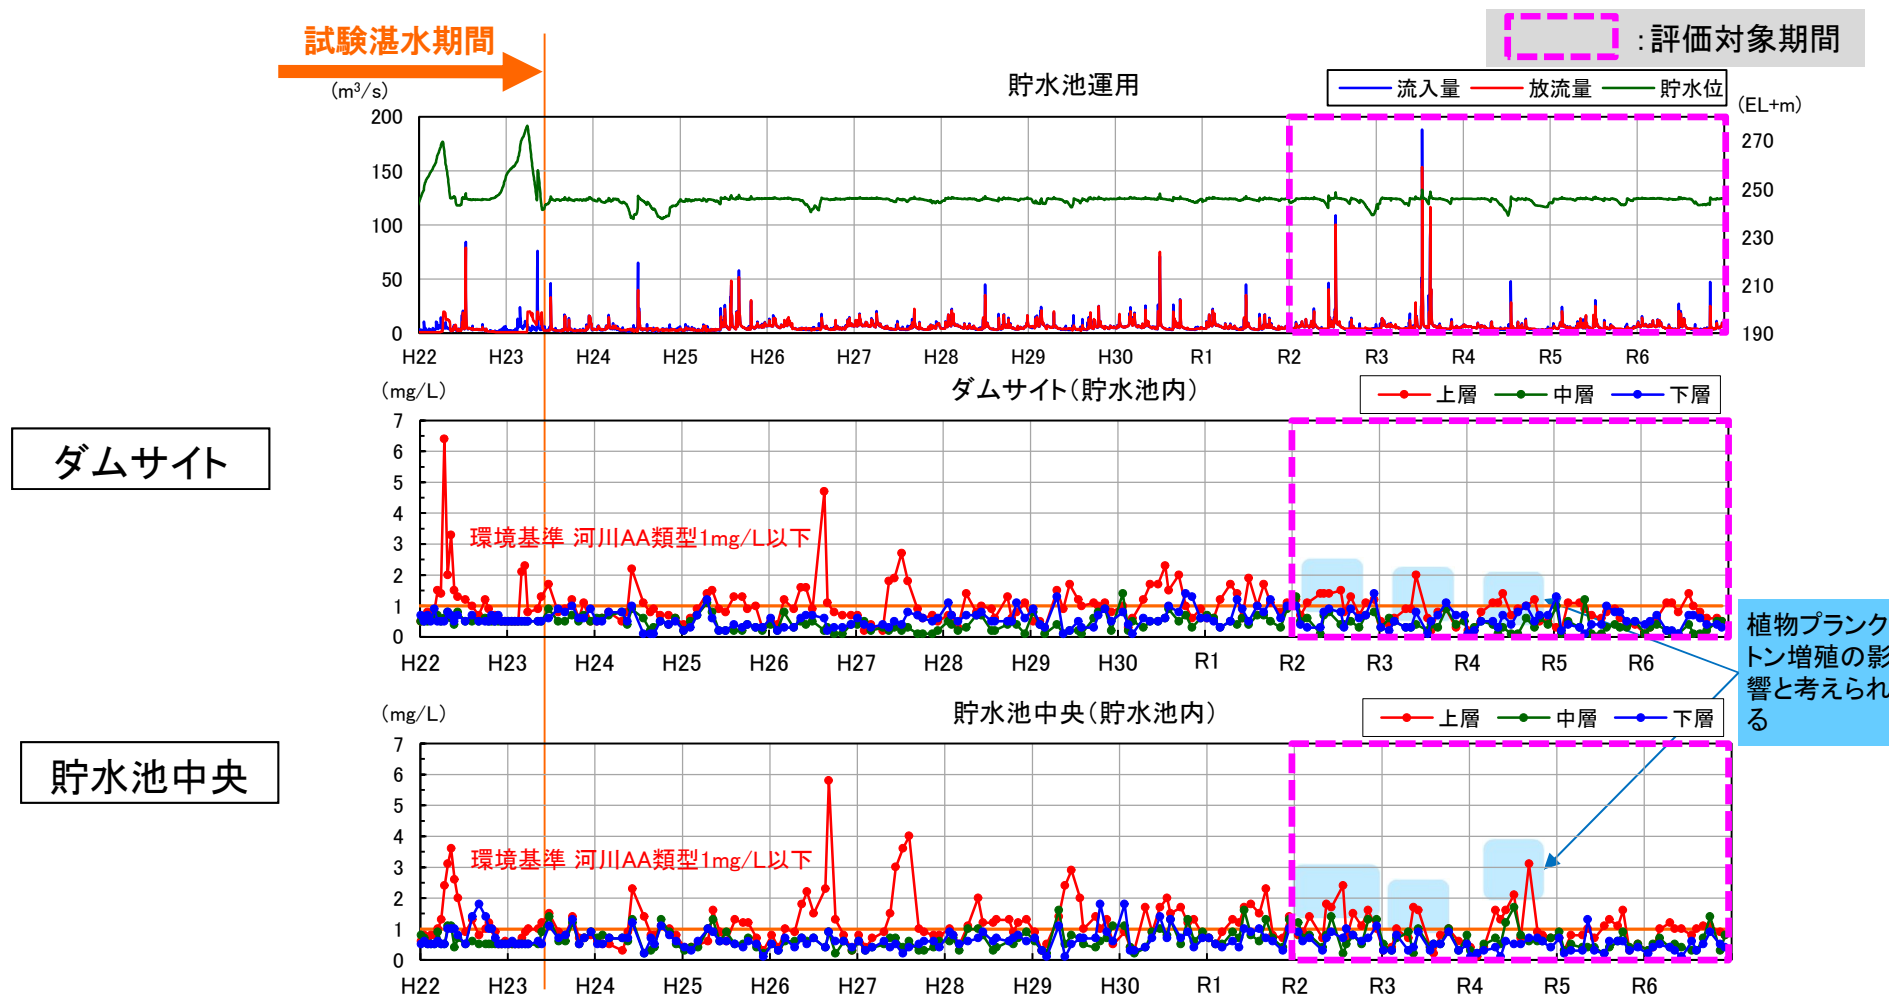 試験湛水期間
：評価対象期間
(m³/s)
貯水池運用
流入量 放流量 貯水位
(EL+m)
200
150
100
50
0
270
250
230
210
190
H22 H23 H24 H25 H26 H27 H28 H29 H30 R1 R2 R3 R4 R5 R6
(mg/L)
ダムサイト(貯水池内)
上層 中層 下層
ダムサイト
7
6
5
4
3
2
1
0
環境基準 河川AA類型1mg/L以下
H22 H23 H24 H25 H26 H27 H28 H29 H30 R1 R2 R3 R4 R5 R6
植物プランク
トン増殖の影
響と考えられ
る
(mg/L)
貯水池中央(貯水池内)
上層 中層 下層
貯水池中央
7
6
5
4
3
2
1
0
環境基準 河川AA類型1mg/L以下
H22 H23 H24 H25 H26 H27 H28 H29 H30 R1 R2 R3 R4 R5 R6